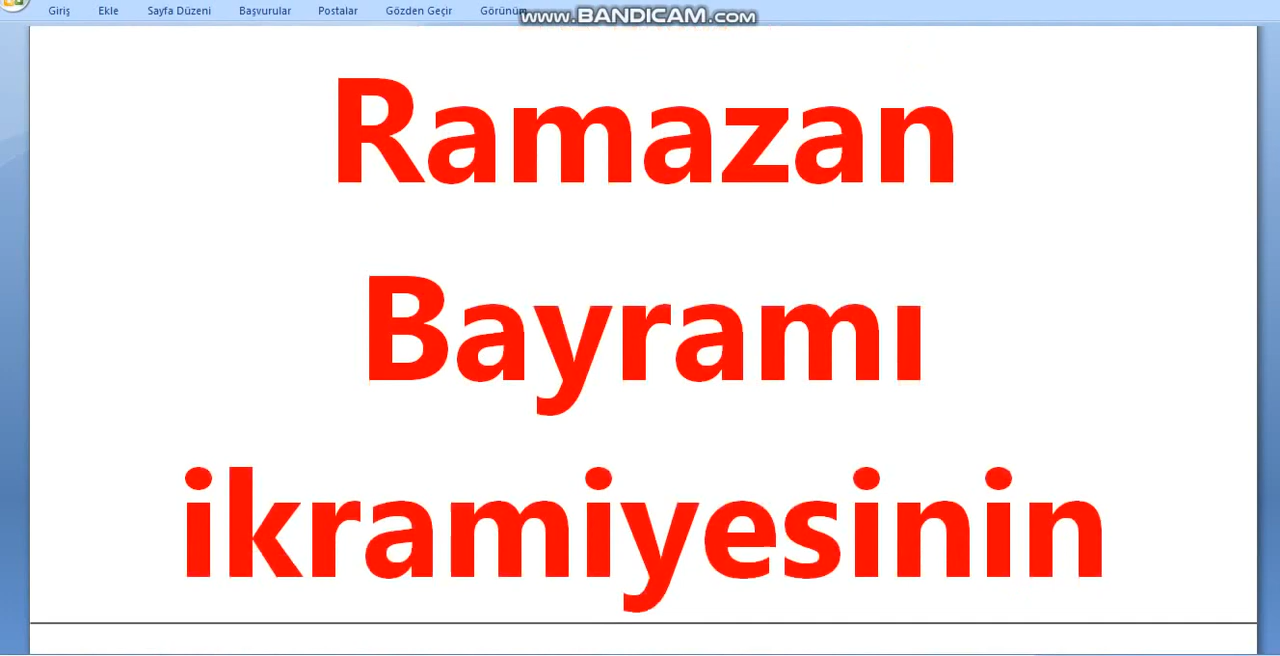 Giriş Ekle Sayfa Düzeni Başvurular Postalar Gözden Geçir Görünüm
www.BANDICAM.com
Ramazan
Bayramı
ikramiyesinin